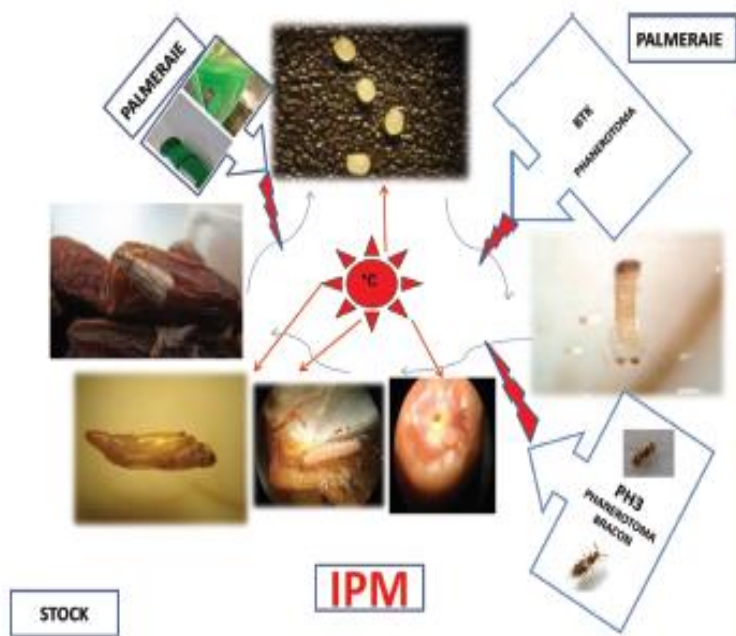 PALMERAIE
PALMERAIE
BTK
PHANEROTOMA
°C
PH3
PHANEROTOMA
BRACON
IPM
STOCK